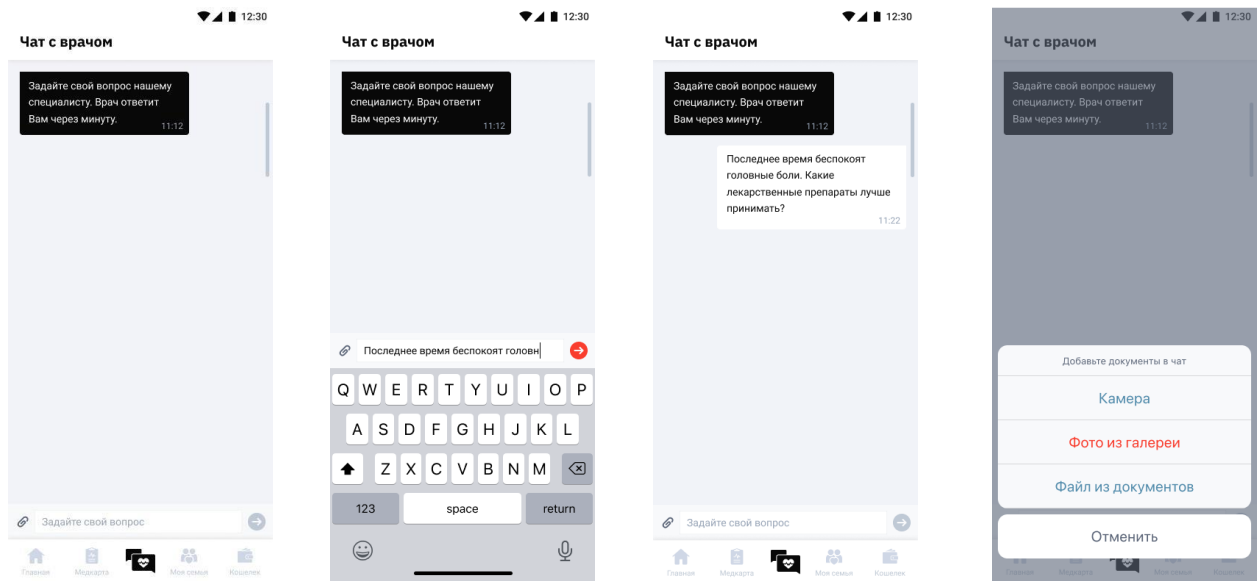 12:30
Чат с врачом
Задайте свой вопрос нашему
специалисту. Врач ответит
Вам через минуту.
11:12
Задайте свой вопрос
Главная
Медкарта
Моя семья
Кошелек
12:30
Чат с врачом
Задайте свой вопрос нашему
специалисту. Врач ответит
Вам через минуту.
11:12
Последнее время беспокоят головн
Q W E R T Y U I O P
A S D F G H J K L
Z X C V B N M
123 space return
12:30
Чат с врачом
Задайте свой вопрос нашему
специалисту. Врач ответит
Вам через минуту.
11:12
Последнее время беспокоят
головные боли. Какие
лекарственные препараты лучше
принимать?
11:22
Задайте свой вопрос
Главная
Медкарта
Моя семья
Кошелек
12:30
Чат с врачом
Задайте свой вопрос нашему
специалисту. Врач ответит
Вам через минуту.
11:12
Добавьте документы в чат
Камера
Фото из галереи
Файл из документов
Отменить
Главная
Медкарта
Моя семья
Кошелек